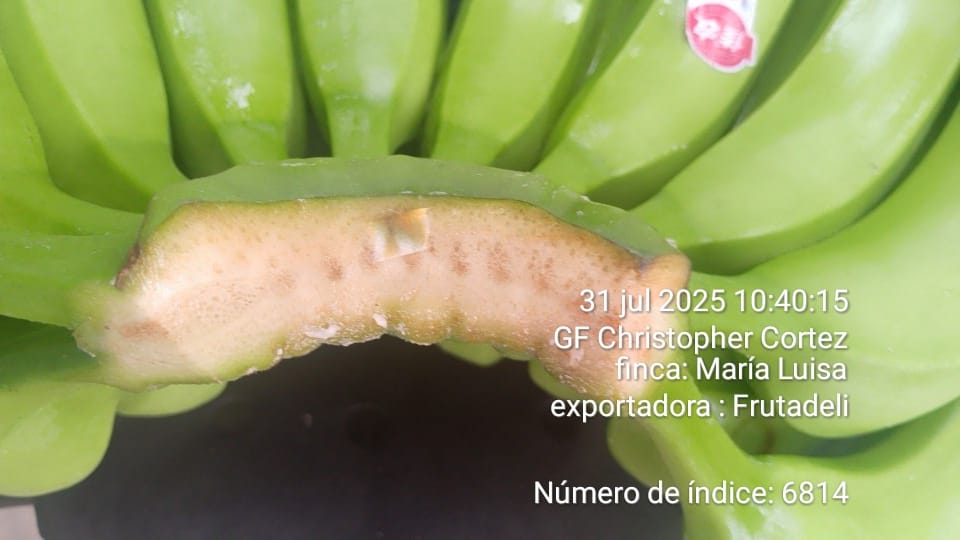 31 jul 2025 10:40:15
GF Christopher Cortez
finca: María Luisa
exportadora : Frutadeli
Número de índice: 6814